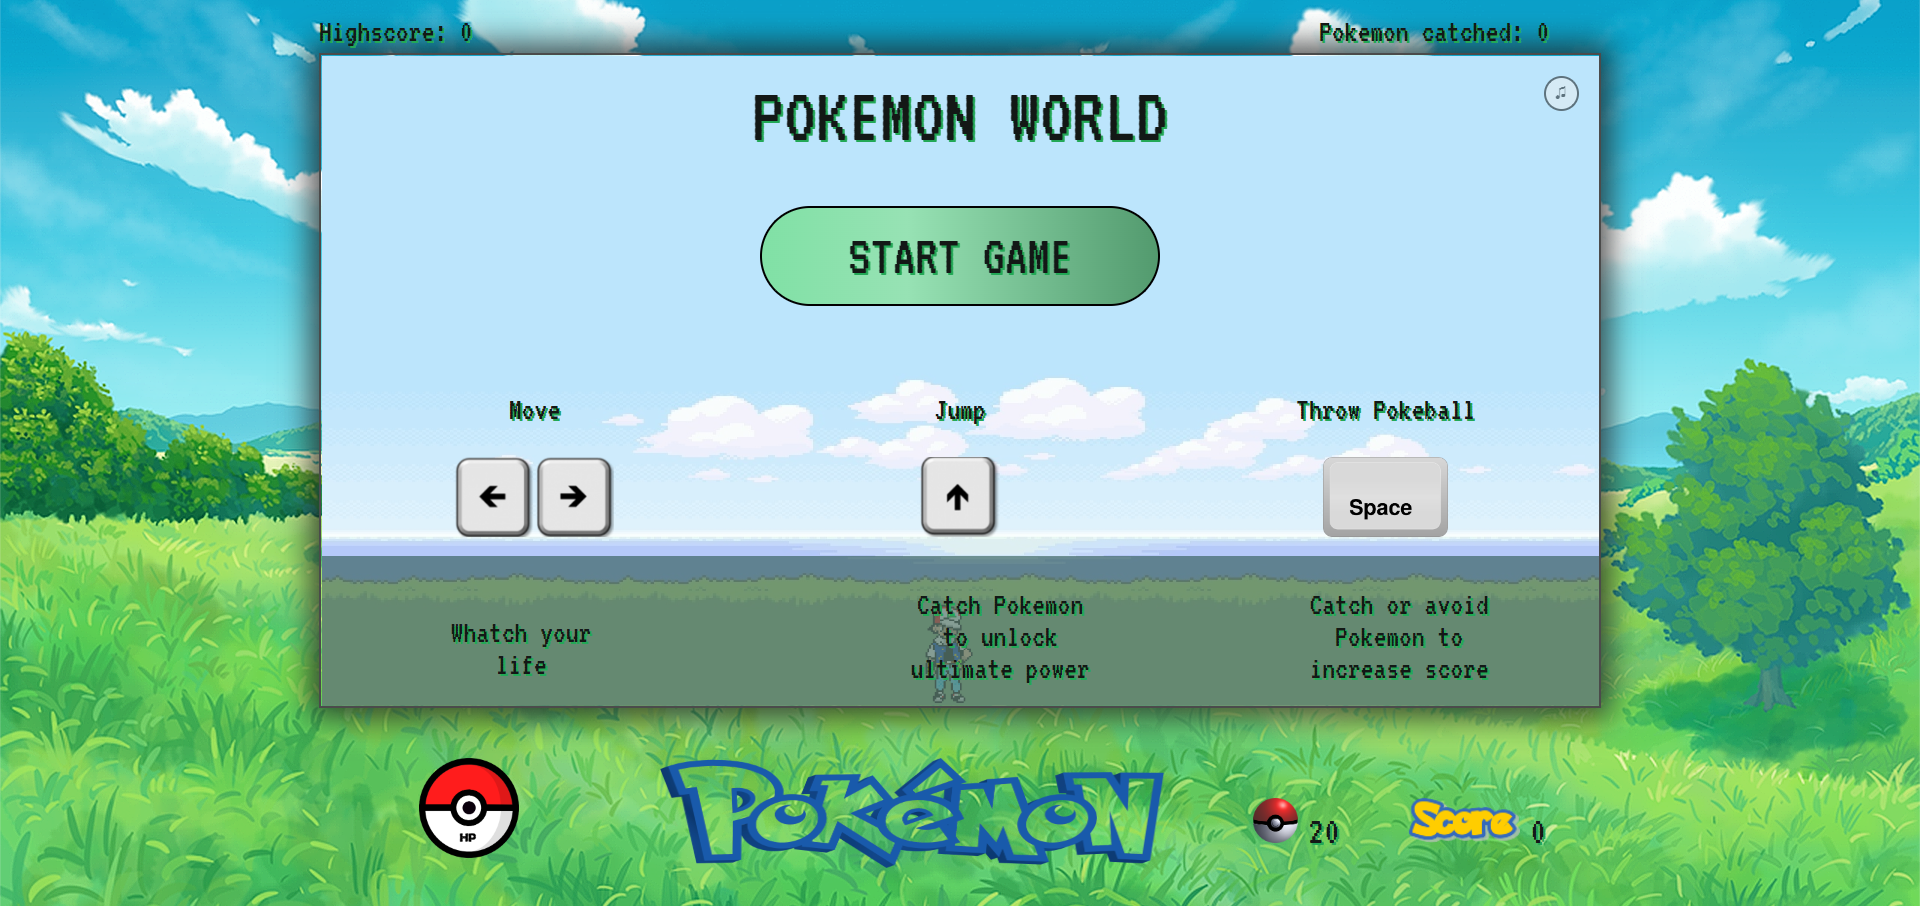 Highscore: 0
Pokemon catched: 0
POKEMON WORLD
START GAME
Move
Jump
Throw Pokeball
Space
Whatch your
life
Catch Pokemon
to unlock
ultimate power
Catch or avoid
Pokemon to
increase score
HP
POKéMON
20
Score 0